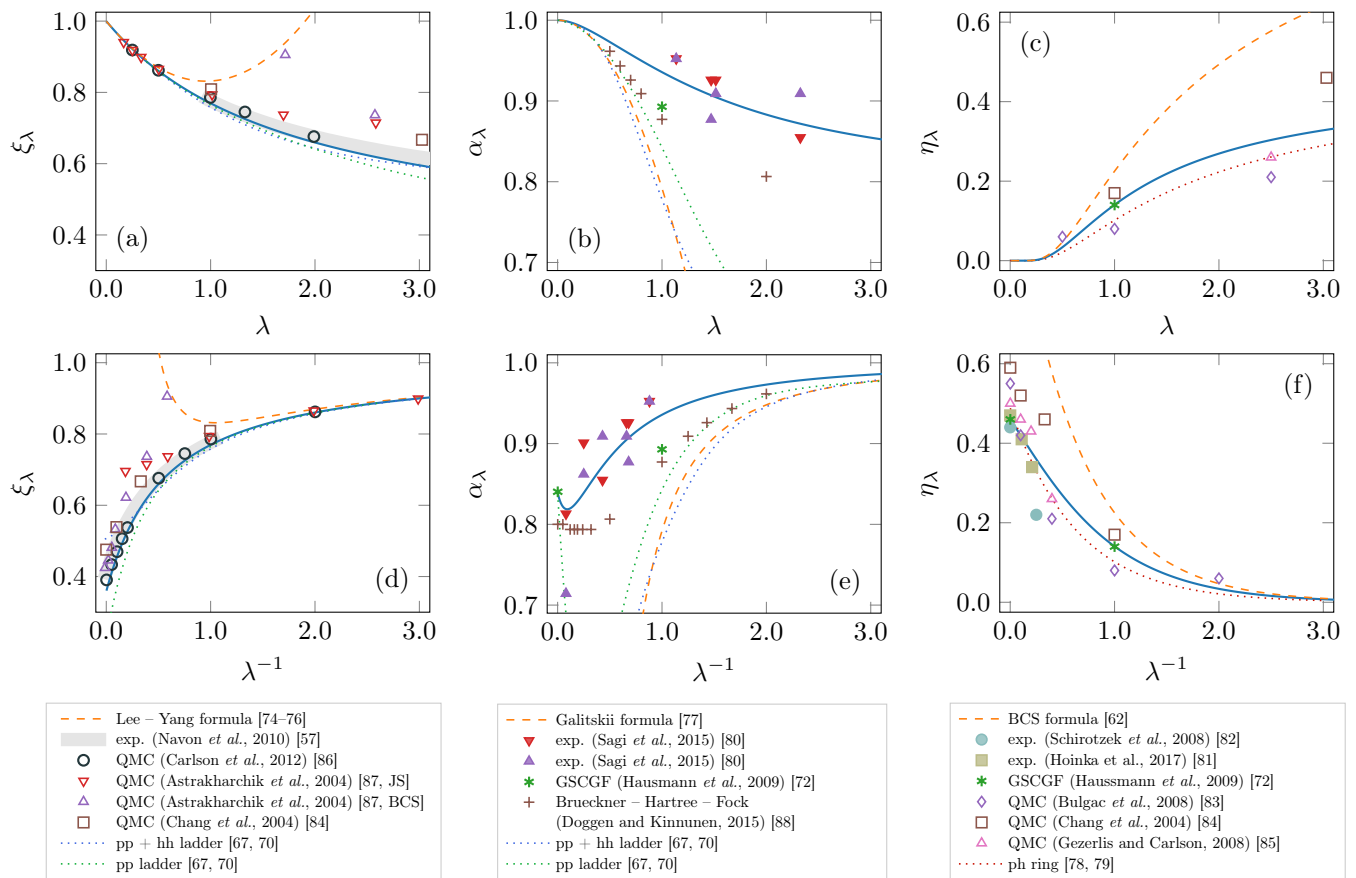 1.0
0.8
0.6
0.4
ξλ
(a)
0.0 1.0 2.0 3.0
λ
1.0
0.9
0.8
0.7
αλ
(b)
0.0 1.0 2.0 3.0
λ
0.6
0.4
0.2
0.0
ηλ
(c)
0.0 1.0 2.0 3.0
λ
1.0
0.8
0.6
0.4
ξλ
(d)
0.0 1.0 2.0 3.0
λ⁻¹
1.0
0.9
0.8
0.7
αλ
(e)
0.0 1.0 2.0 3.0
λ⁻¹
0.6
0.4
0.2
0.0
ηλ
(f)
0.0 1.0 2.0 3.0
λ⁻¹
Lee – Yang formula [74–76]
exp. (Navon et al., 2010) [57]
QMC (Carlson et al., 2012) [86]
QMC (Astrakharchik et al. 2004) [87, JS]
QMC (Astrakharchik et al. 2004) [87, BCS]
QMC (Chang et al. 2004) [84]
pp + hh ladder [67, 70]
pp ladder [67, 70]
Galitskii formula [77]
exp. (Sagi et al., 2015) [80]
exp. (Sagi et al., 2015) [80]
GSCGF (Hausmann et al., 2009) [72]
Brueckner – Hartree – Fock
(Doggen and Kinnunen, 2015) [88]
pp + hh ladder [67, 70]
pp ladder [67, 70]
BCS formula [62]
exp. (Schirotzek et al., 2008) [82]
exp. (Hoinka et al., 2017) [81]
GSCGF (Haussmann et al., 2009) [72]
QMC (Bulgac et al., 2008) [83]
QMC (Chang et al., 2004) [84]
QMC (Gezerlis and Carlson, 2008) [85]
ph ring [78, 79]